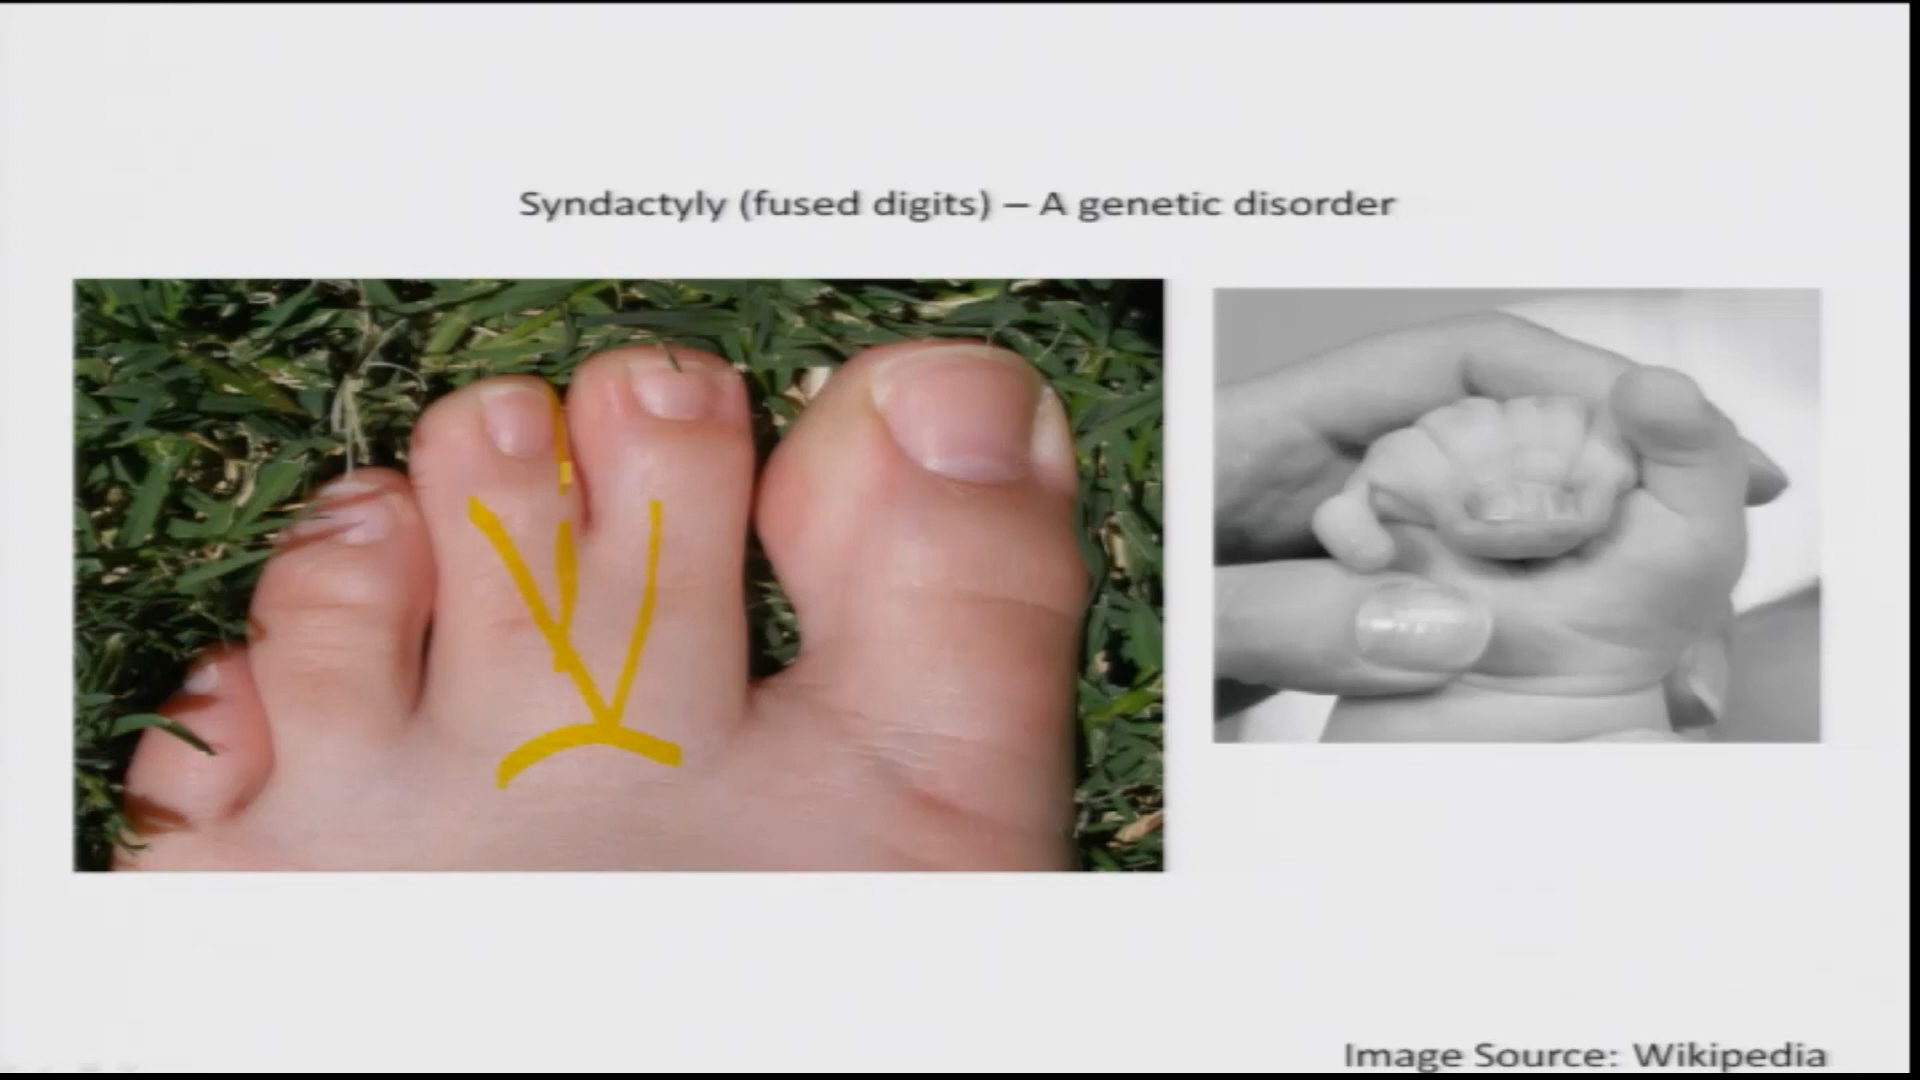 Syndactyly (fused digits) – A genetic disorder
Image Source: Wikipedia